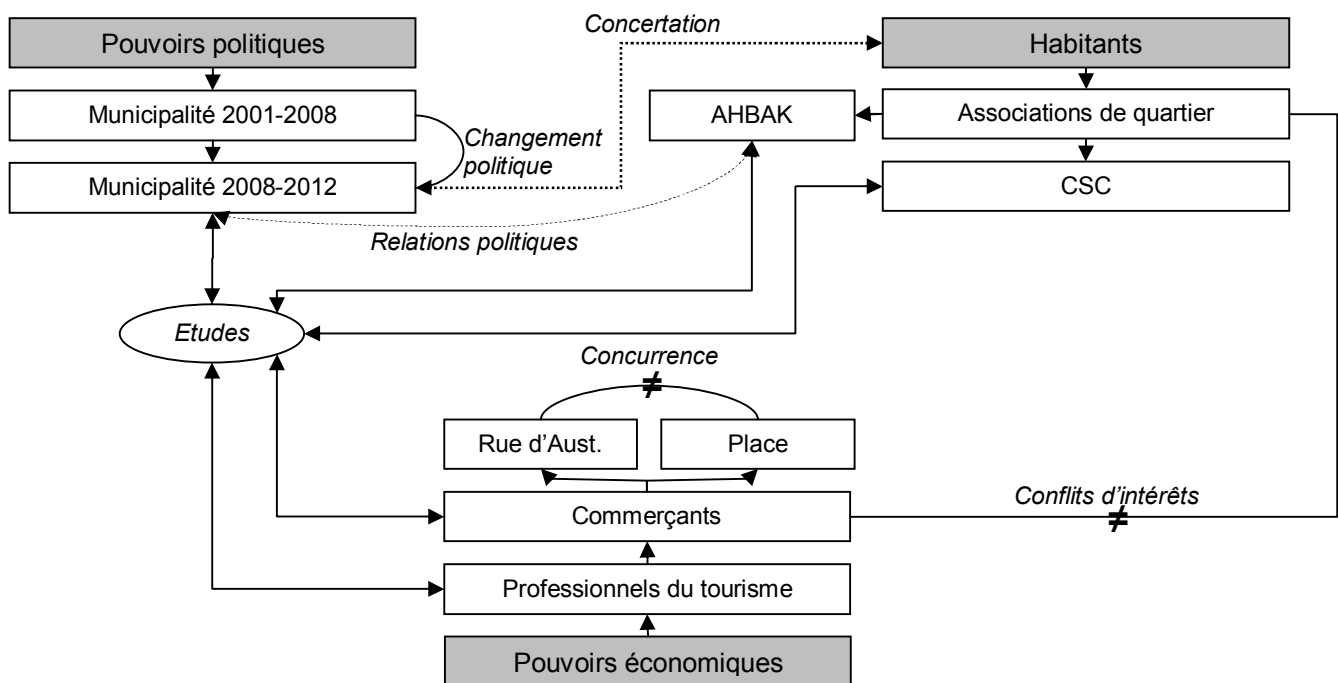 Pouvoirs politiques
Concertation
Habitants
Municipalité 2001-2008
AHBAK
Associations de quartier
Changement
politique
Municipalité 2008-2012
CSC
Relations politiques
Etudes
Concurrence
≠
Rue d'Aust.
Place
Commerçants
Conflits d'intérêts
≠
Professionnels du tourisme
Pouvoirs économiques